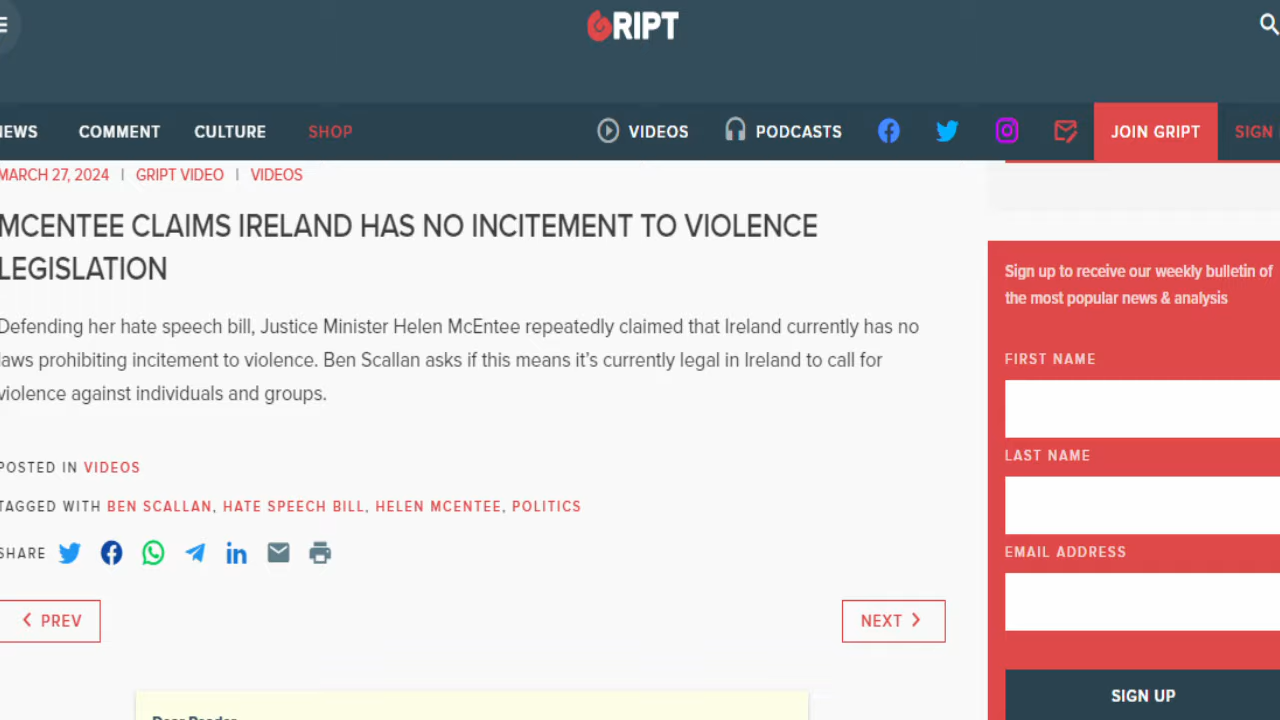 GRIPT
NEWS COMMENT CULTURE SHOP VIDEOS PODCASTS JOIN GRIPT SIGN
MARCH 27, 2024 | GRIPT VIDEO | VIDEOS
MCENTEE CLAIMS IRELAND HAS NO INCITEMENT TO VIOLENCE
LEGISLATION
Defending her hate speech bill, Justice Minister Helen McEntee repeatedly claimed that Ireland currently has no
laws prohibiting incitement to violence. Ben Scallan asks if this means it's currently legal in Ireland to call for
violence against individuals and groups.
POSTED IN VIDEOS
TAGGED WITH BEN SCALLAN, HATE SPEECH BILL, HELEN MCENTEE, POLITICS
SHARE
PREV
NEXT
Sign up to receive our weekly bulletin of
the most popular news & analysis
FIRST NAME
LAST NAME
EMAIL ADDRESS
SIGN UP